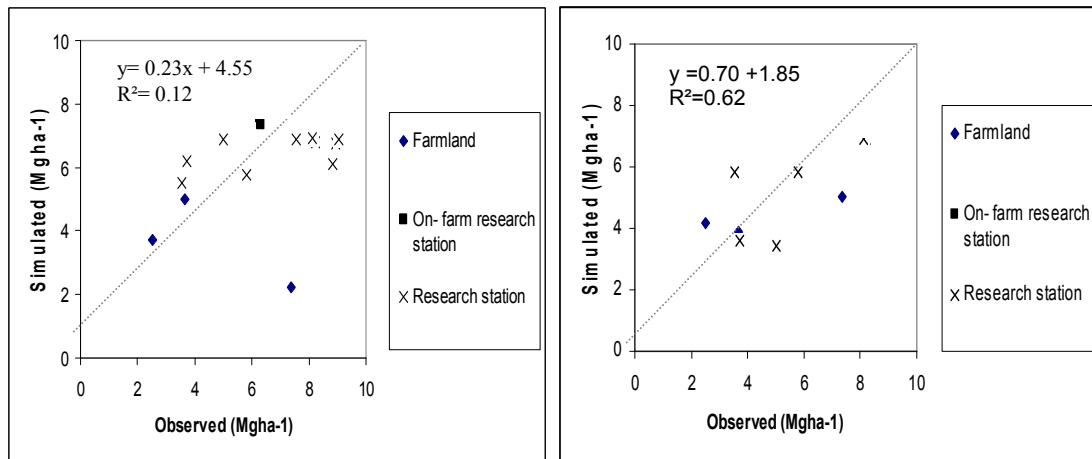 10
8
6
4
2
0
Simulated (Mgha-1)
y= 0.23x + 4.55
R²= 0.12
0 2 4 6 8 10
Observed (Mgha-1)
Farmland
On- farm research
station
Research station
10
8
6
4
2
0
Simulated (Mgha-1)
y =0.70 +1.85
R²=0.62
0 2 4 6 8 10
Observed (Mgha-1)
Farmland
On- farm research
station
Research station